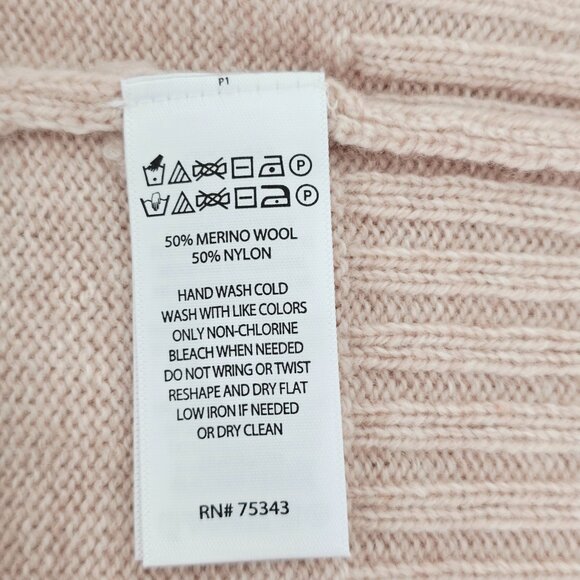 P1
P
P
50% MERINO WOOL
50% NYLON
HAND WASH COLD
WASH WITH LIKE COLORS
ONLY NON-CHLORINE
BLEACH WHEN NEEDED
DO NOT WRING OR TWIST
RESHAPE AND DRY FLAT
LOW IRON IF NEEDED
OR DRY CLEAN
RN# 75343